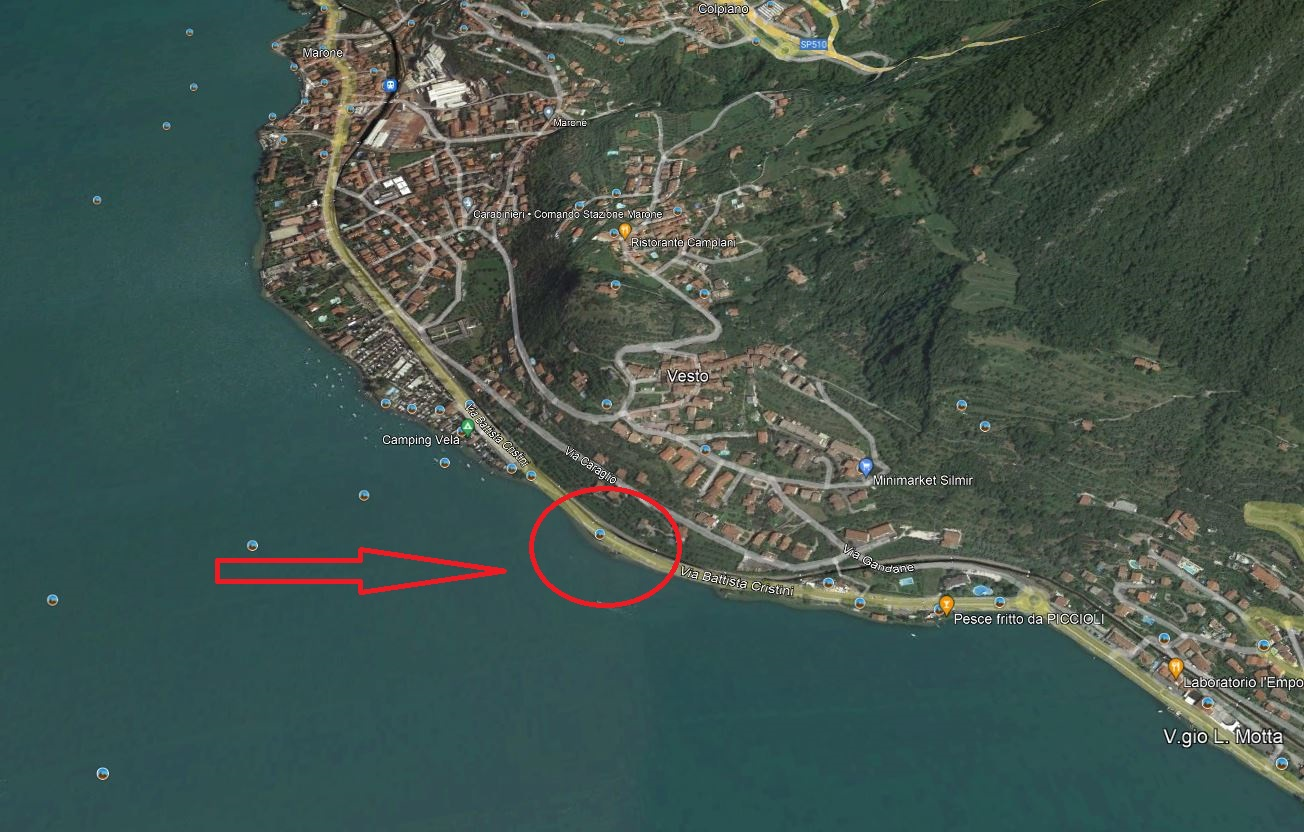 Colpiano
SP510
Marone
Marone
Carabinieri - Comando Stazione Marone
Ristorante Camplani
Vesto
Via Battista Cristini
Camping Vela
Via Caraglio
Minimarket Silmir
Via Gandane
Via Battista Cristini
Pesce fritto da PICCIOLI
Laboratorio l'Empo
V.gio L. Motta